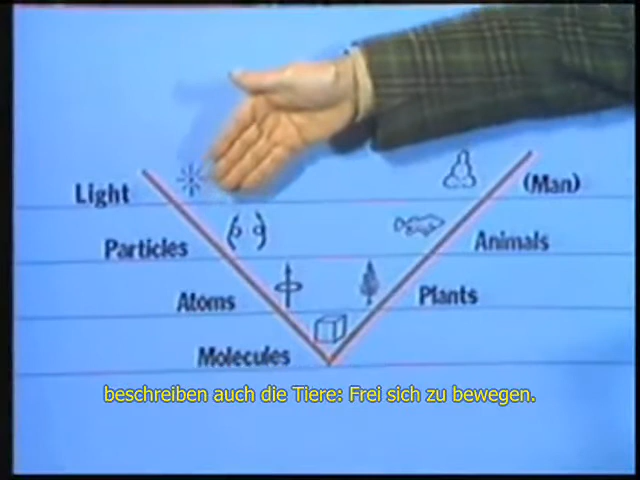 Light
(Man)
Particles
Animals
Atoms
Plants
Molecules
beschreiben auch die Tiere: Frei sich zu bewegen.